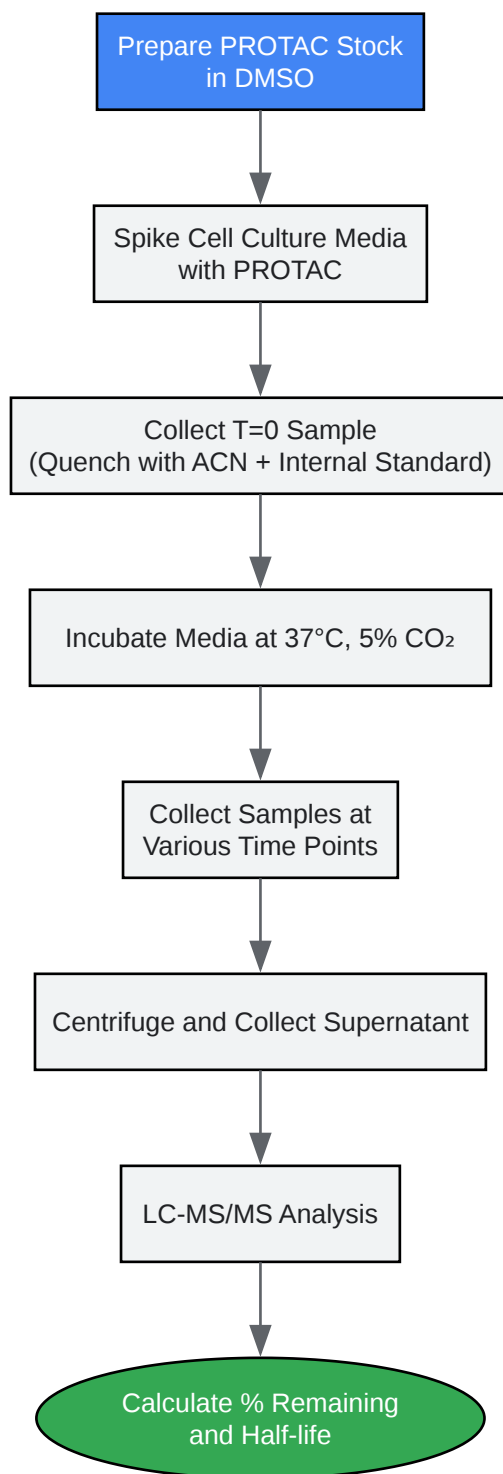 Prepare PROTAC Stock
in DMSO
Spike Cell Culture Media
with PROTAC
Collect T=0 Sample
(Quench with ACN + Internal Standard)
Incubate Media at 37°C, 5% CO₂
Collect Samples at
Various Time Points
Centrifuge and Collect Supernatant
LC-MS/MS Analysis
Calculate % Remaining
and Half-life